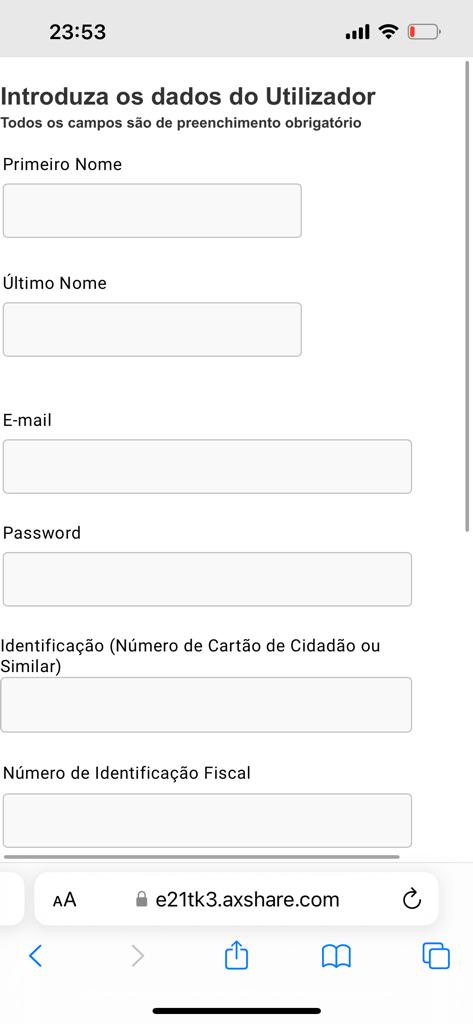 23:53
Introduza os dados do Utilizador
Todos os campos são de preenchimento obrigatório
Primeiro Nome
Último Nome
E-mail
Password
Identificação (Número de Cartão de Cidadão ou
Similar)
Número de Identificação Fiscal
AA e21tk3.axshare.com